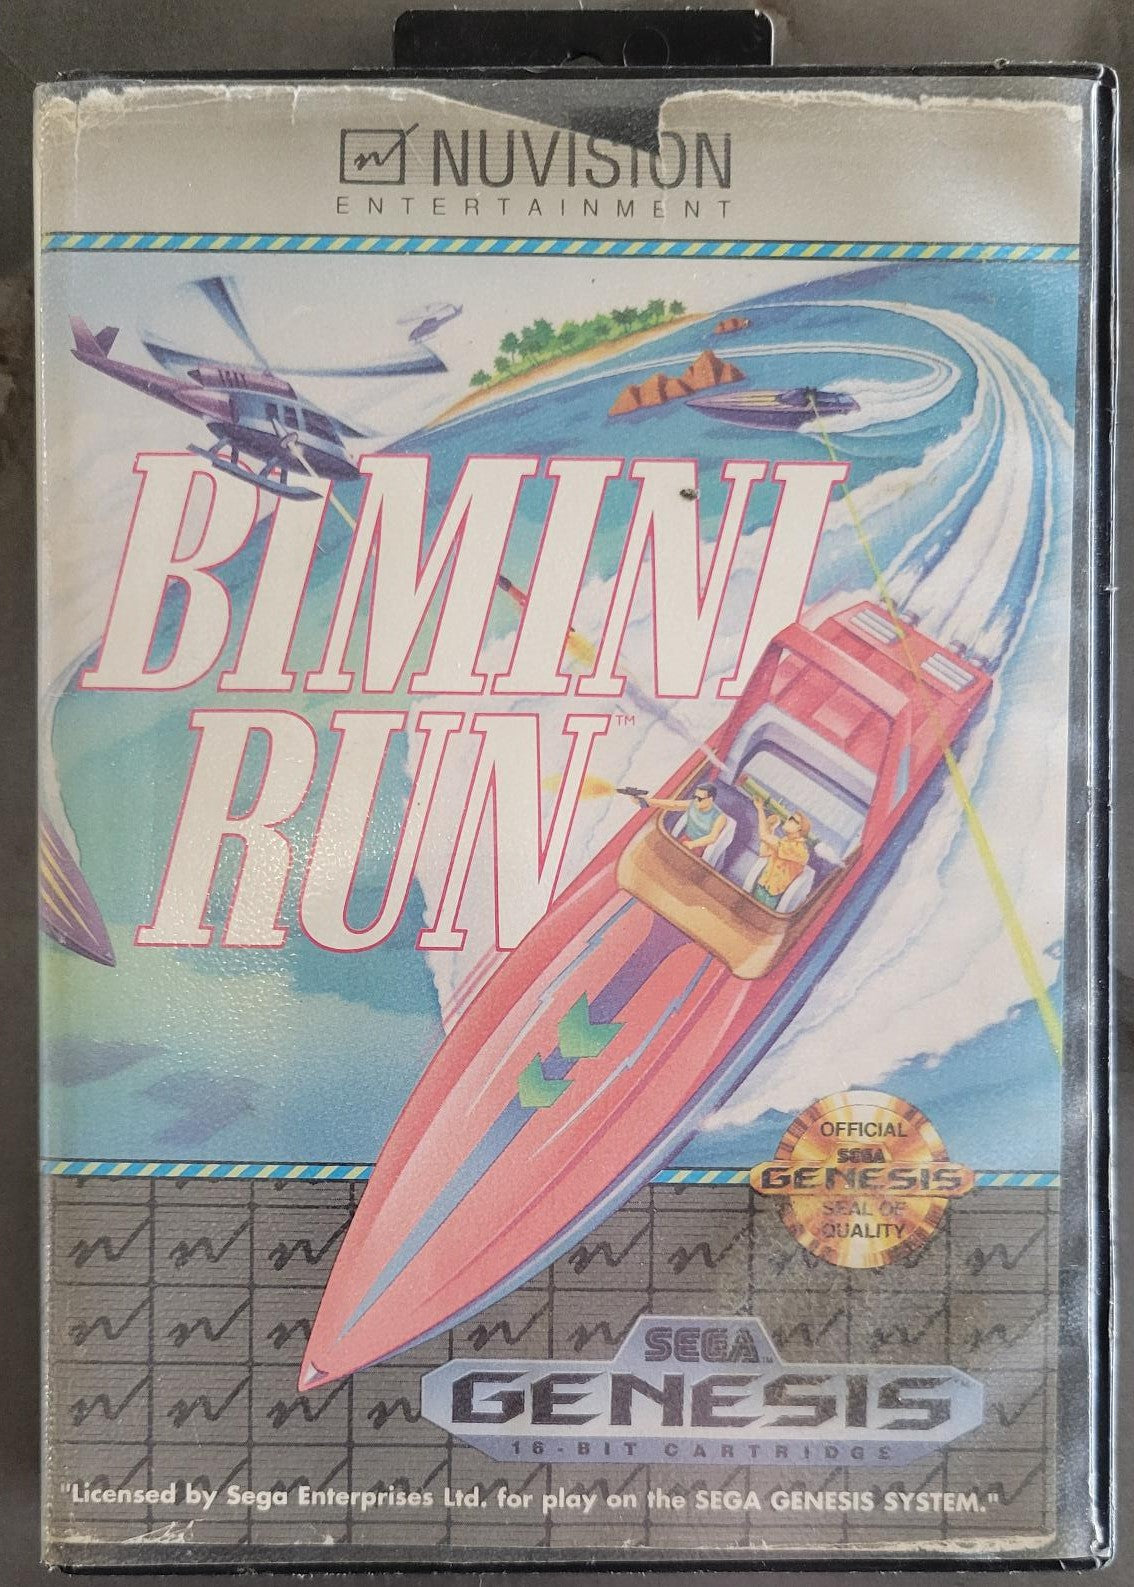 NUVISION
ENTERTAINMENT
BIMINI
RUN™
OFFICIAL
SEGA
GENESIS
SEAL OF
QUALITY
SEGA™
GENESIS
16-BIT CARTRIDGE
"Licensed by Sega Enterprises Ltd. for play on the SEGA GENESIS SYSTEM."